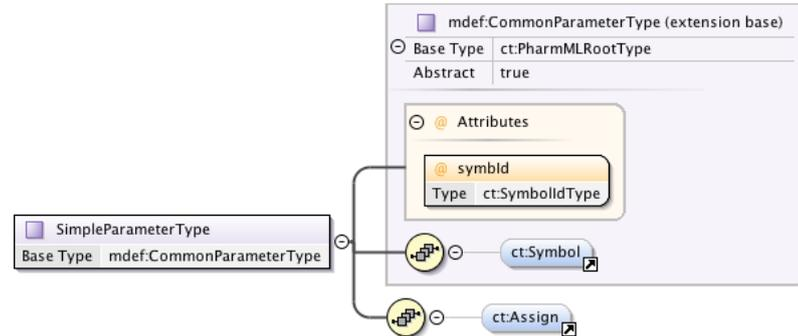 mdef:CommonParameterType (extension base)
Base Type ct:PharmMLRootType
Abstract true
@ Attributes
@ symbId
Type ct:SymbolIdType
SimpleParameterType
Base Type mdef:CommonParameterType
ct:Symbol
ct:Assign